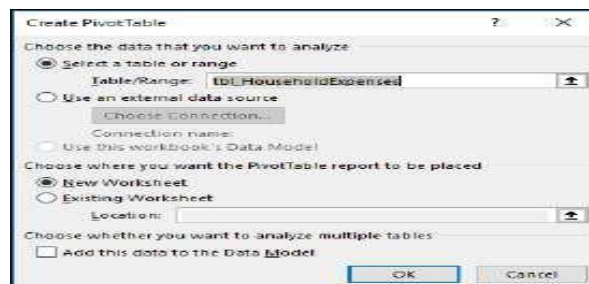 Create PivotTable ? ×
Choose the data that you want to analyze
Select a table or range
Table/Range: tbl_HouseholdExpenses
Use an external data source
Choose Connection...
Connection name:
Use this workbook's Data Model
Choose where you want the PivotTable report to be placed
New Worksheet
Existing Worksheet
Location:
Choose whether you want to analyze multiple tables
Add this data to the Data Model
OK Cancel